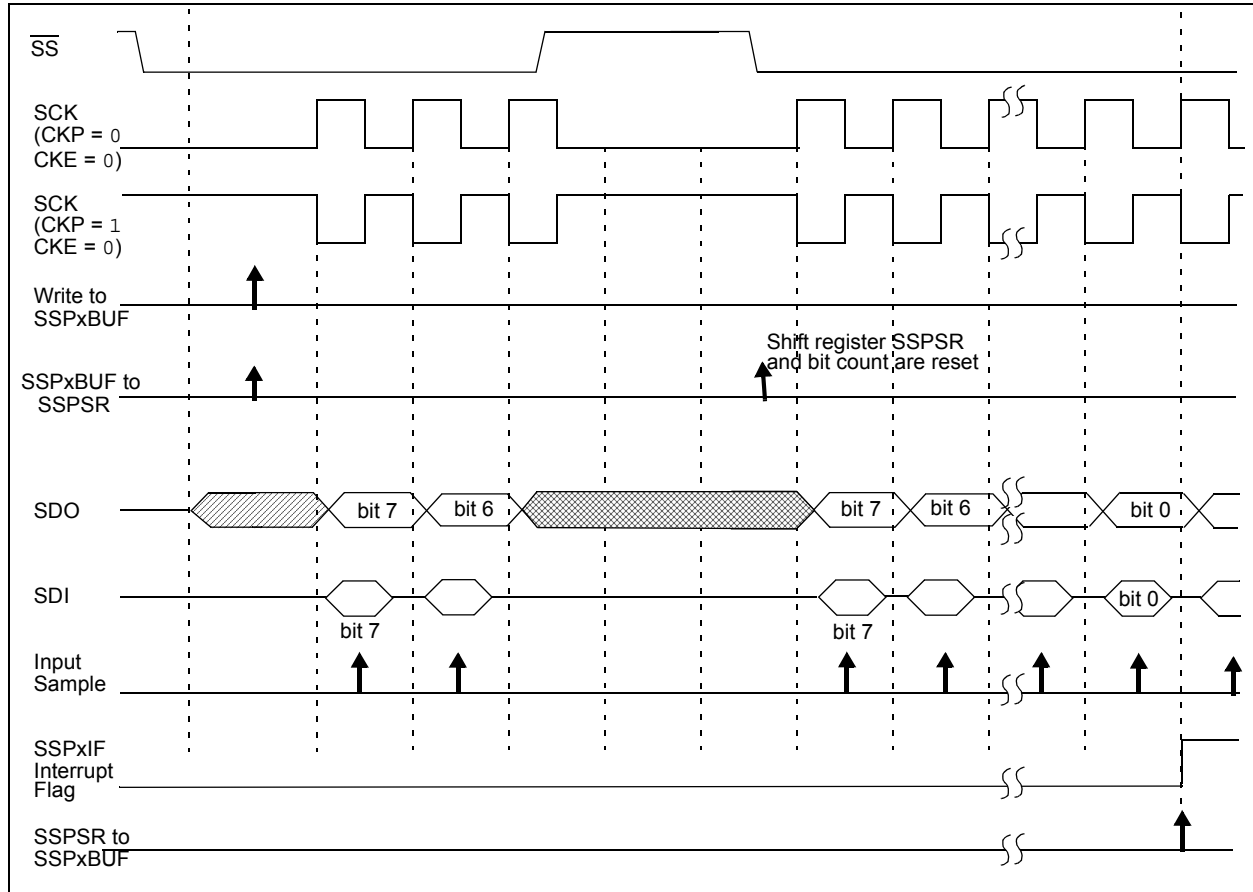 SS
SCK
(CKP = 0
CKE = 0)
SCK
(CKP = 1
CKE = 0)
Write to
SSPxBUF
Shift register SSPSR
and bit count are reset
SSPxBUF to
SSPSR
SDO
bit 7
bit 6
bit 7
bit 6
bit 0
SDI
bit 0
bit 7
bit 7
Input
Sample
SSPxIF
Interrupt
Flag
SSPSR to
SSPxBUF